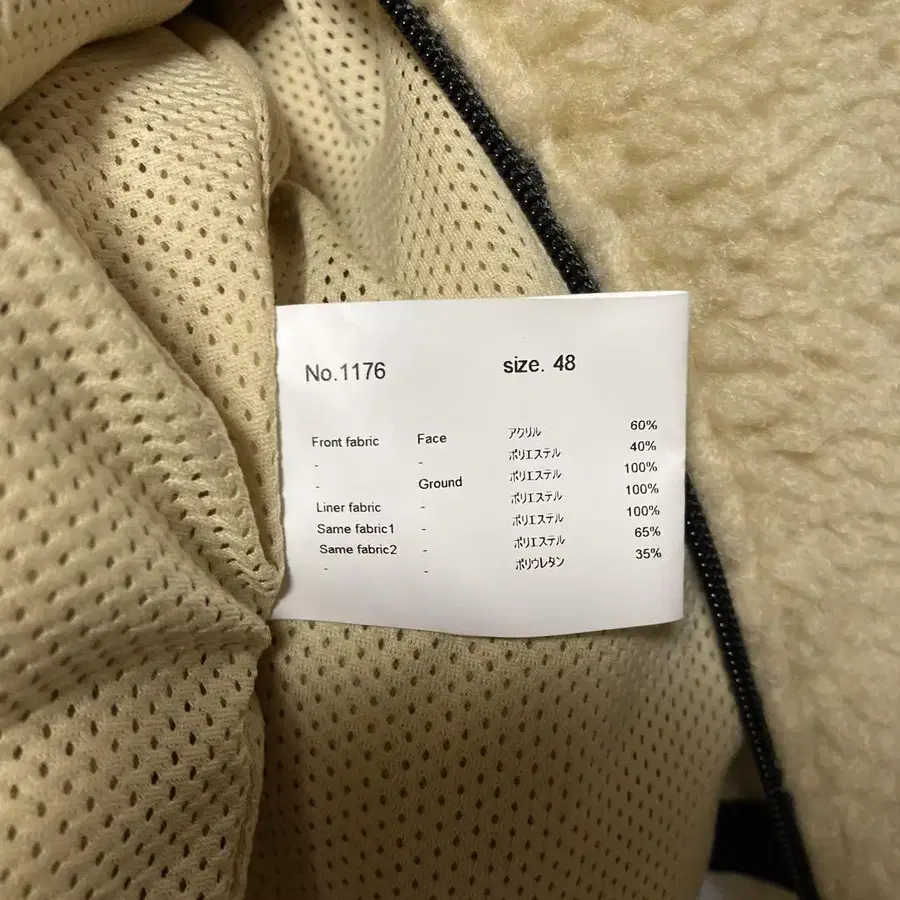 No.1176 size. 48
Front fabric Face アクリル 60%
- - ポリエステル 40%
- Ground ポリエステル 100%
Liner fabric - ポリエステル 100%
Same fabric1 - ポリエステル 100%
Same fabric2 - ポリエステル 65%
- - ポリウレタン 35%